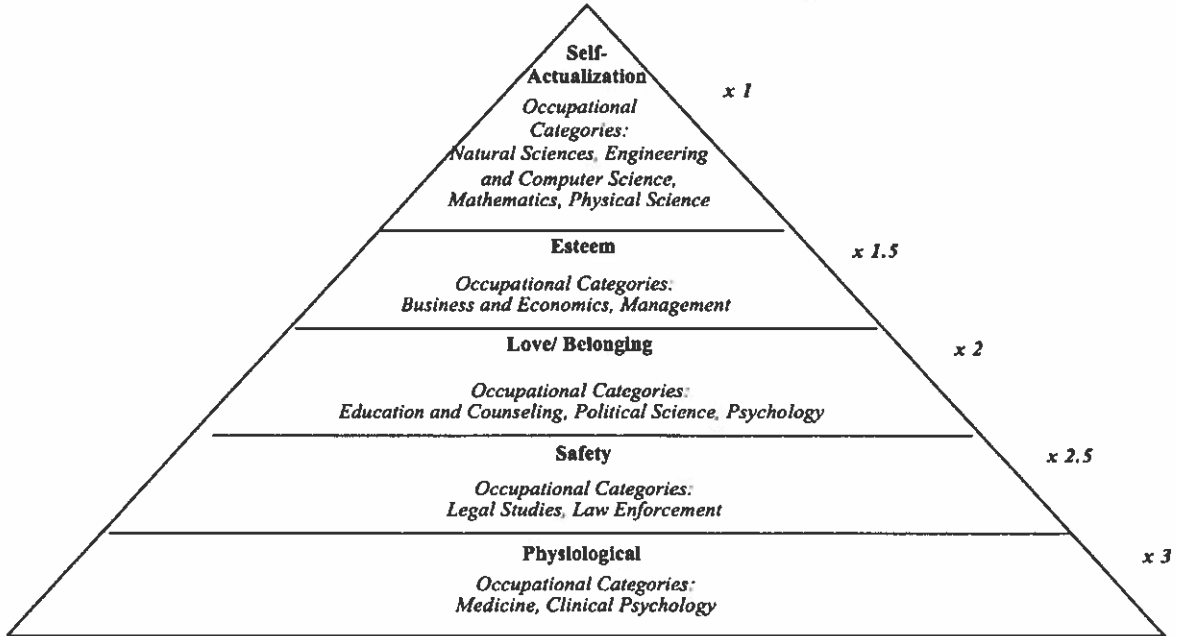 Self-
Actualization
x 1
Occupational
Categories:
Natural Sciences, Engineering
and Computer Science,
Mathematics, Physical Science
Esteem
x 1.5
Occupational Categories:
Business and Economics, Management
Love/ Belonging
x 2
Occupational Categories:
Education and Counseling, Political Science, Psychology
Safety
x 2.5
Occupational Categories:
Legal Studies, Law Enforcement
Physiological
x 3
Occupational Categories:
Medicine, Clinical Psychology